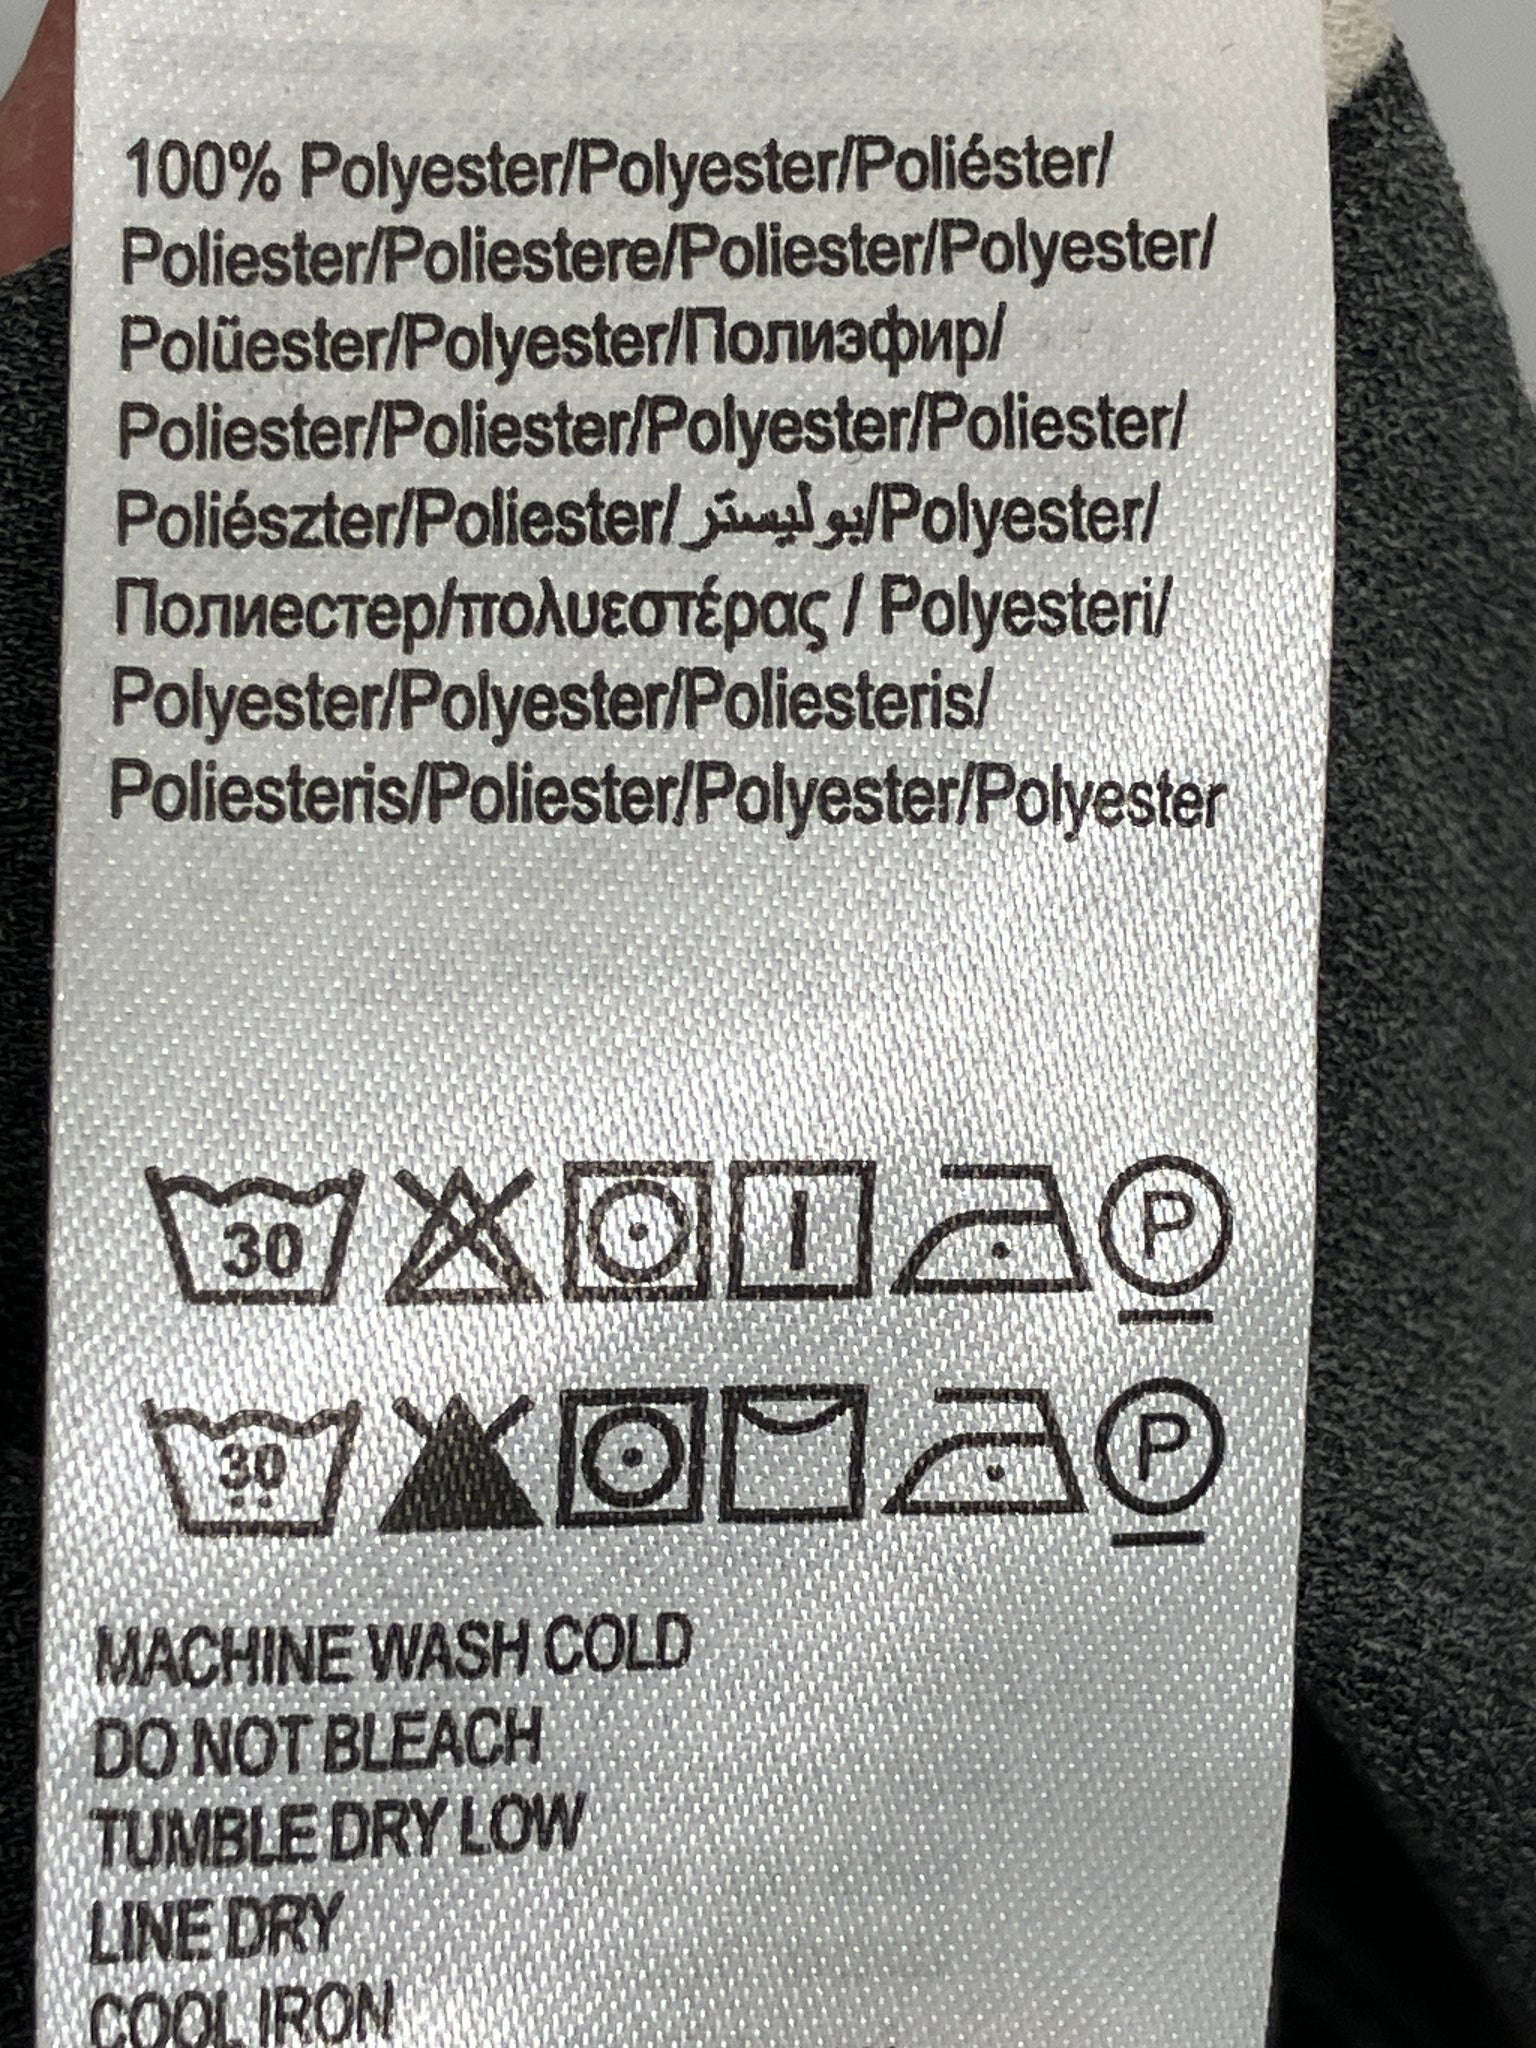 100% Polyester/Polyester/Poliéster/
Poliester/Poliestere/Poliester/Polyester/
Polüester/Polyester/Полиэфир/
Poliester/Poliester/Polyester/Poliester/
Poliészter/Poliester/بوليستر/Polyester/
Полиестер/πολυεστέρας / Polyesteri/
Polyester/Polyester/Poliesteris/
Poliesteris/Poliester/Polyester/Polyester
30 P
30 P
MACHINE WASH COLD
DO NOT BLEACH
TUMBLE DRY LOW
LINE DRY
COOL IRON